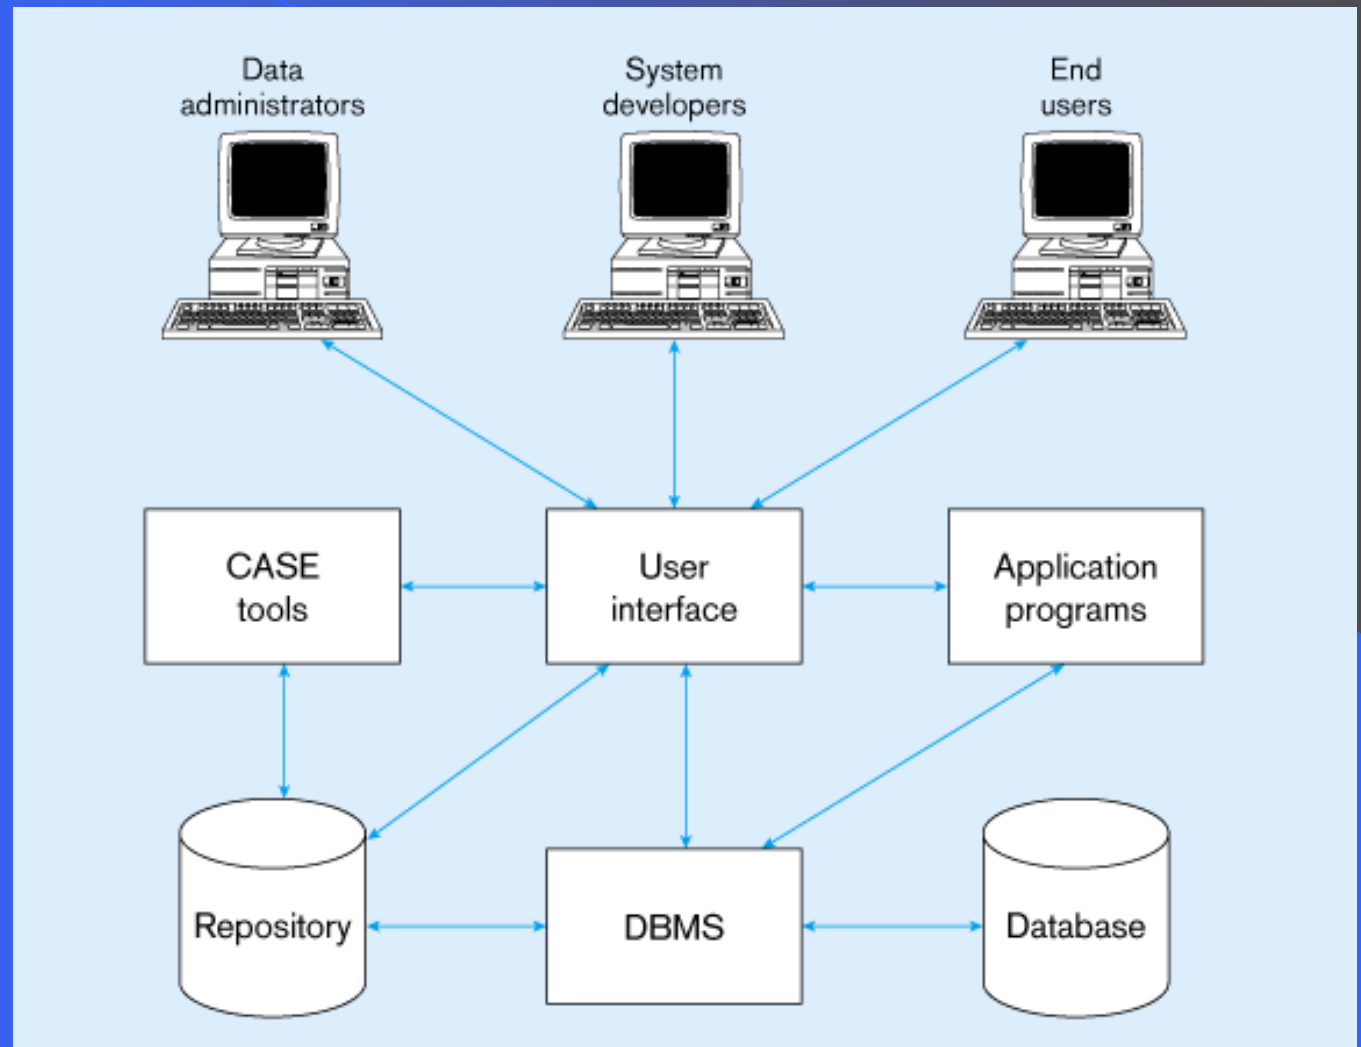 Data
administrators
System
developers
End
users
CASE
tools
User
interface
Application
programs
Repository
DBMS
Database